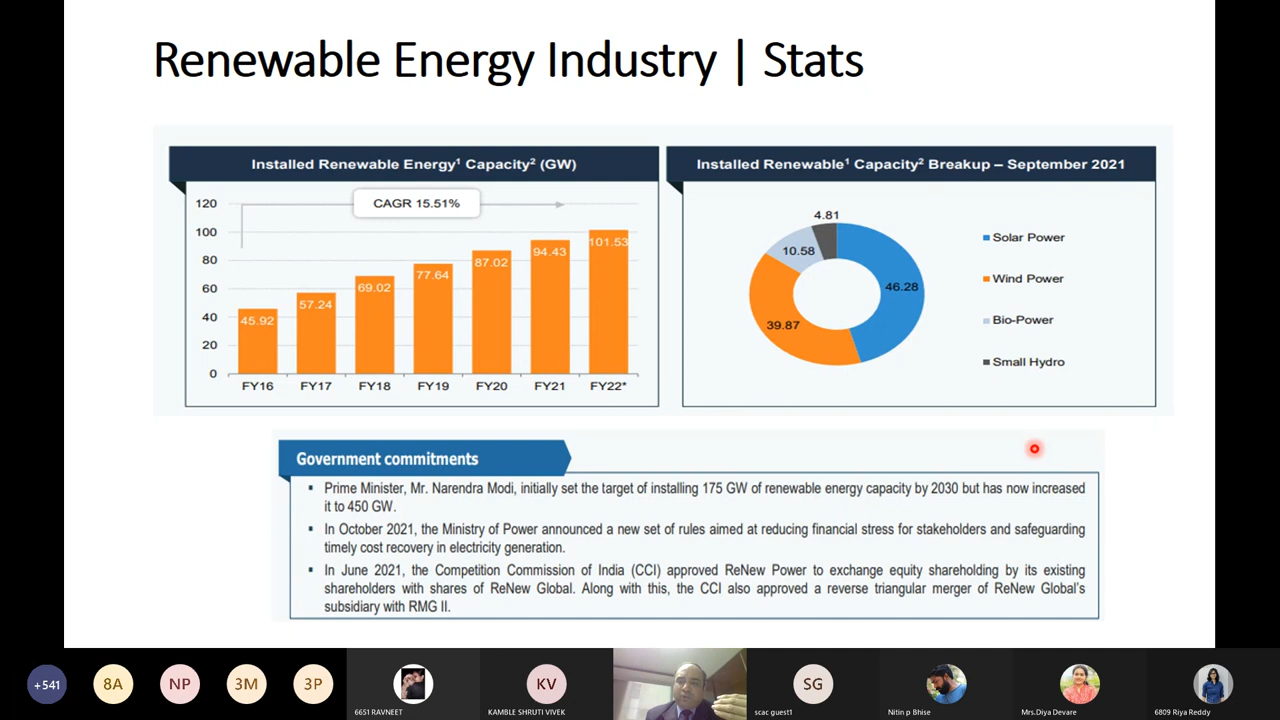 Renewable Energy Industry | Stats
Installed Renewable Energy¹ Capacity² (GW)
CAGR 15.51%
120
100
80
60
40
20
0
45.92
57.24
69.02
77.64
87.02
94.43
101.53
FY16
FY17
FY18
FY19
FY20
FY21
FY22*
Installed Renewable¹ Capacity² Breakup – September 2021
4.81
10.58
46.28
39.87
Solar Power
Wind Power
Bio-Power
Small Hydro
Government commitments
▪ Prime Minister, Mr. Narendra Modi, initially set the target of installing 175 GW of renewable energy capacity by 2030 but has now increased
it to 450 GW.
▪ In October 2021, the Ministry of Power announced a new set of rules aimed at reducing financial stress for stakeholders and safeguarding
timely cost recovery in electricity generation.
▪ In June 2021, the Competition Commission of India (CCI) approved ReNew Power to exchange equity shareholding by its existing
shareholders with shares of ReNew Global. Along with this, the CCI also approved a reverse triangular merger of ReNew Global's
subsidiary with RMG II.
+541
8A
NP
3M
3P
KV
SG
6651 RAVNEET
KAMBLE SHRUTI VIVEK
scac guest1
Nitin p Bhise
Mrs.Diya Devare
6809 Riya Reddy